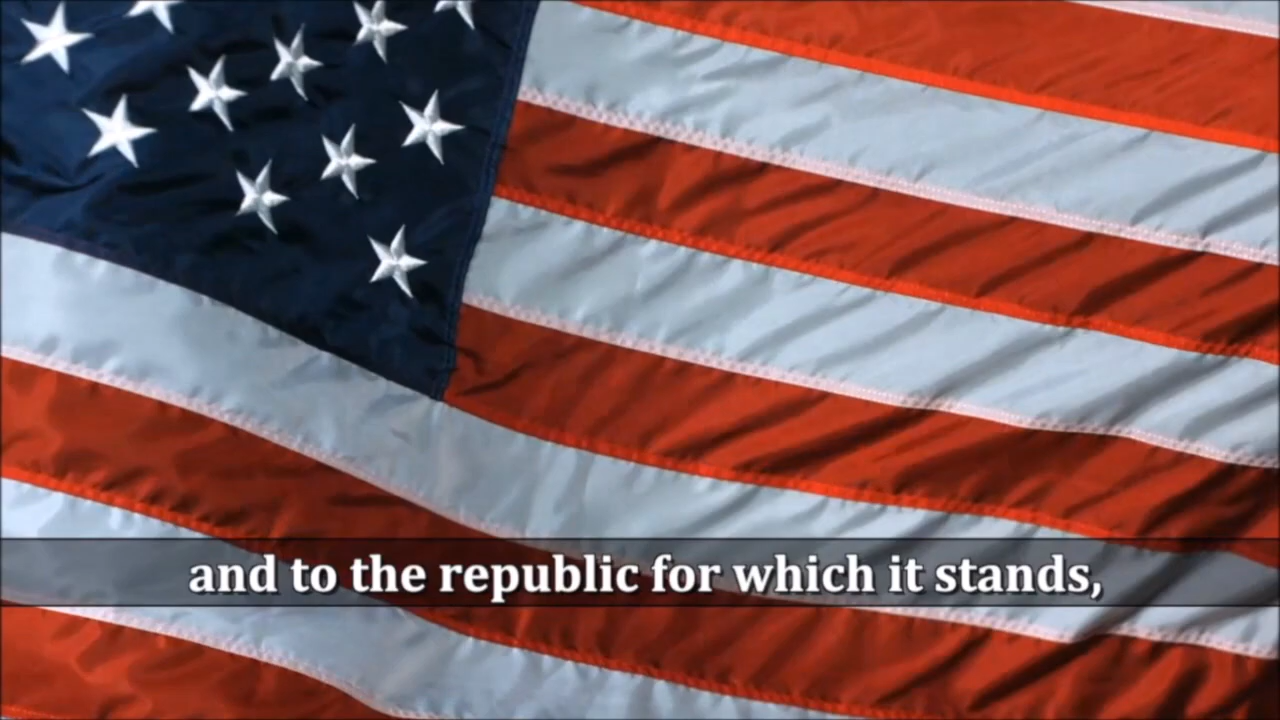 and to the republic for which it stands,